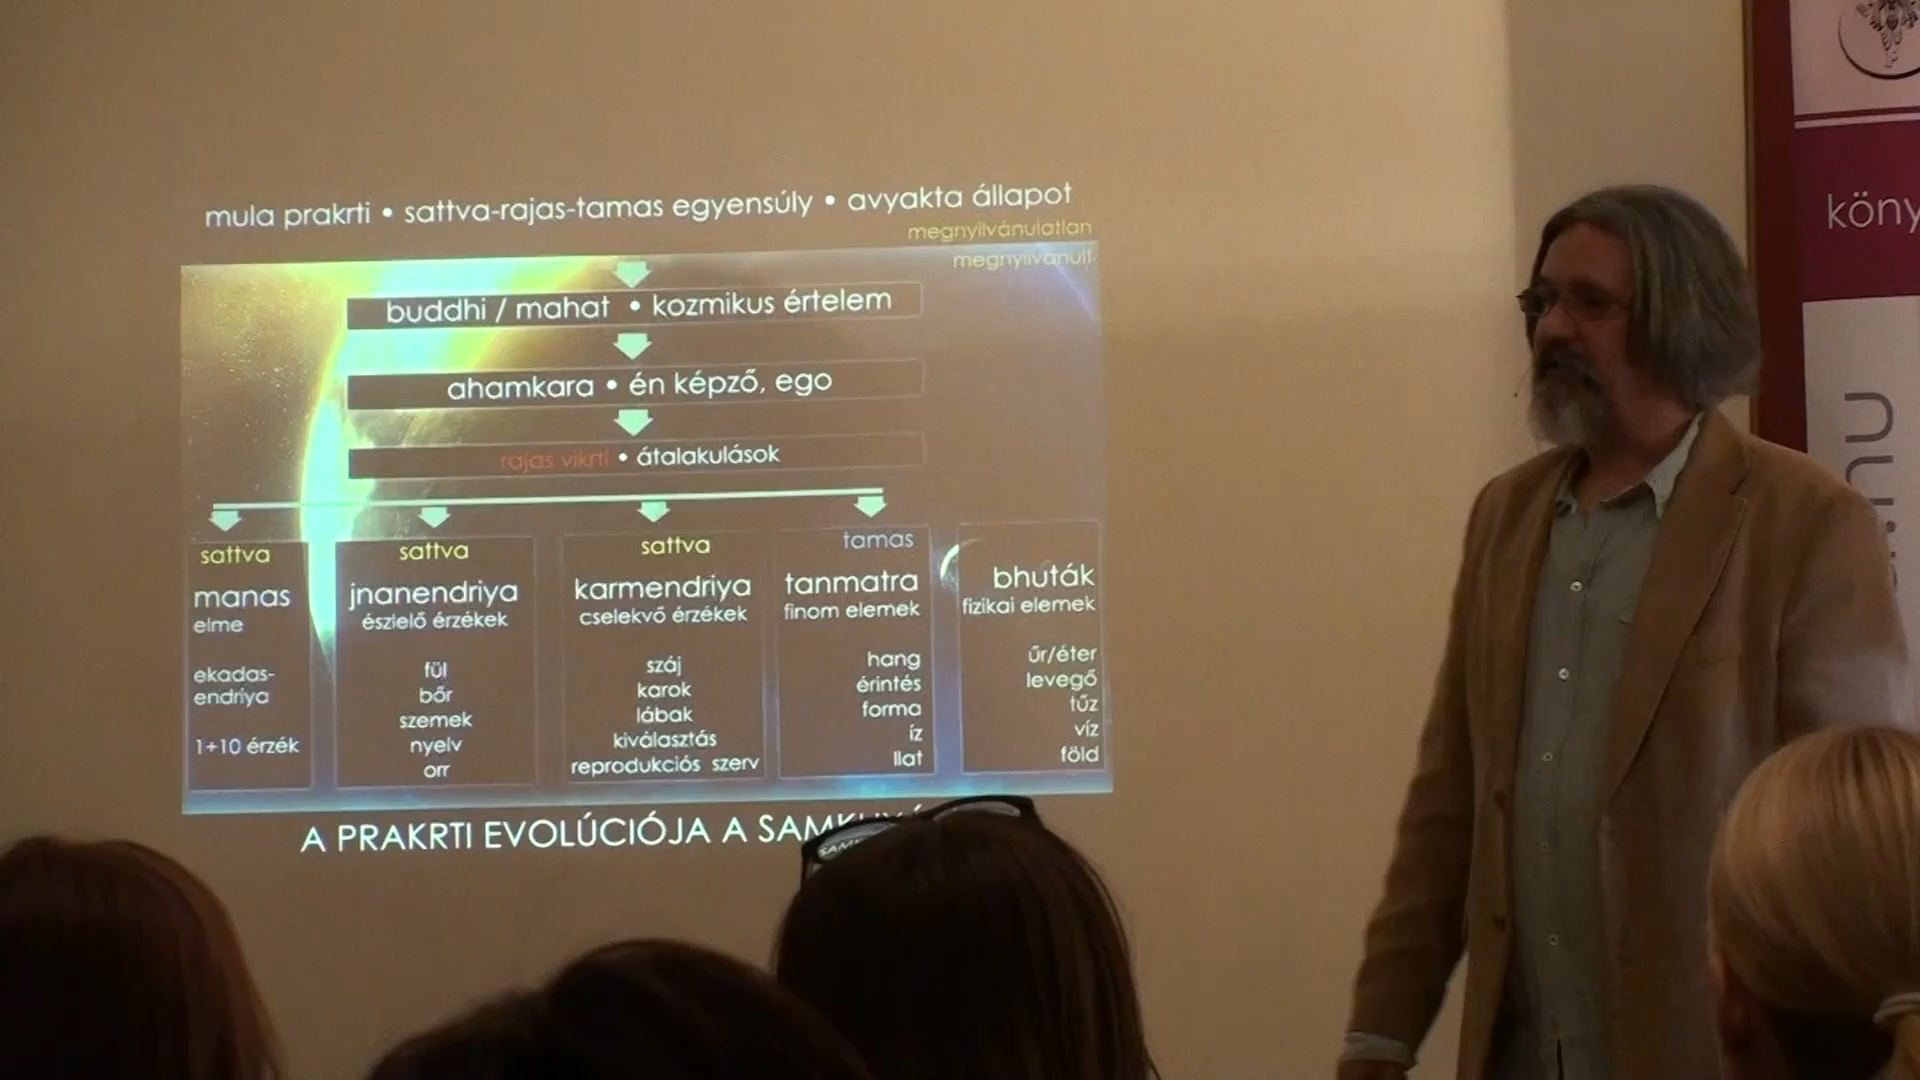 mula prakrti • sattva-rajas-tamas egyensúly • avyakta állapot
megnyilvánulatlan
megnyilvánult
buddhi / mahat • kozmikus értelem
ahamkara • én képző, ego
rajas vikrti • átalakulások
sattva
manas
elme
ekadas-
endriya
1+10 érzék
sattva
jnanendriya
észlelő érzékek
fül
bőr
szemek
nyelv
orr
sattva
karmendriya
cselekvő érzékek
száj
karok
lábak
kiválasztás
reprodukciós szerv
tamas
tanmatra
finom elemek
hang
érintés
forma
íz
llat
bhuták
fizikai elemek
űr/éter
levegő
tűz
víz
föld
A PRAKRTI EVOLÚCIÓJA A
köny